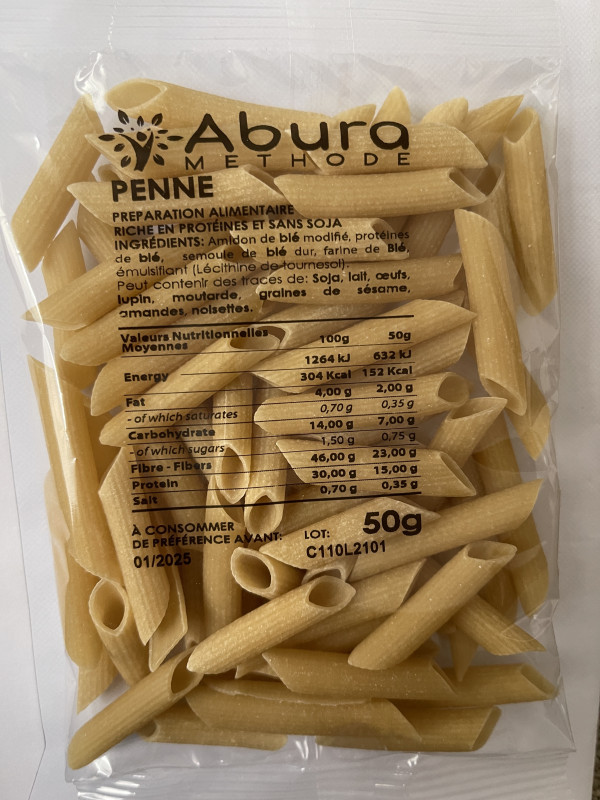 Abura
METHODE
PENNE
PREPARATION ALIMENTAIRE
RICHE EN PROTÉINES ET SANS SOJA
INGRÉDIENTS: Amidon de blé modifié, protéines
de blé, semoule de blé dur, farine de Blé,
émulsifiant (Lécithine de tournesol).
Peut contenir des traces de: Soja, lait, œufs,
lupin, moutarde, graines de sésame,
amandes, noisettes.
Valeurs Nutritionnelles
Moyennes 100g 50g
1264 kJ 632 kJ
Energy 304 Kcal 152 Kcal
Fat 4,00 g 2,00 g
- of which saturates 0,70 g 0,35 g
Carbohydrate 14,00 g 7,00 g
- of which sugars 1,50 g 0,75 g
Fibre - Fibers 46,00 g 23,00 g
Protein 30,00 g 15,00 g
Salt 0,70 g 0,35 g
À CONSOMMER
DE PRÉFÉRENCE AVANT:
01/2025
LOT: 50g
C110L2101